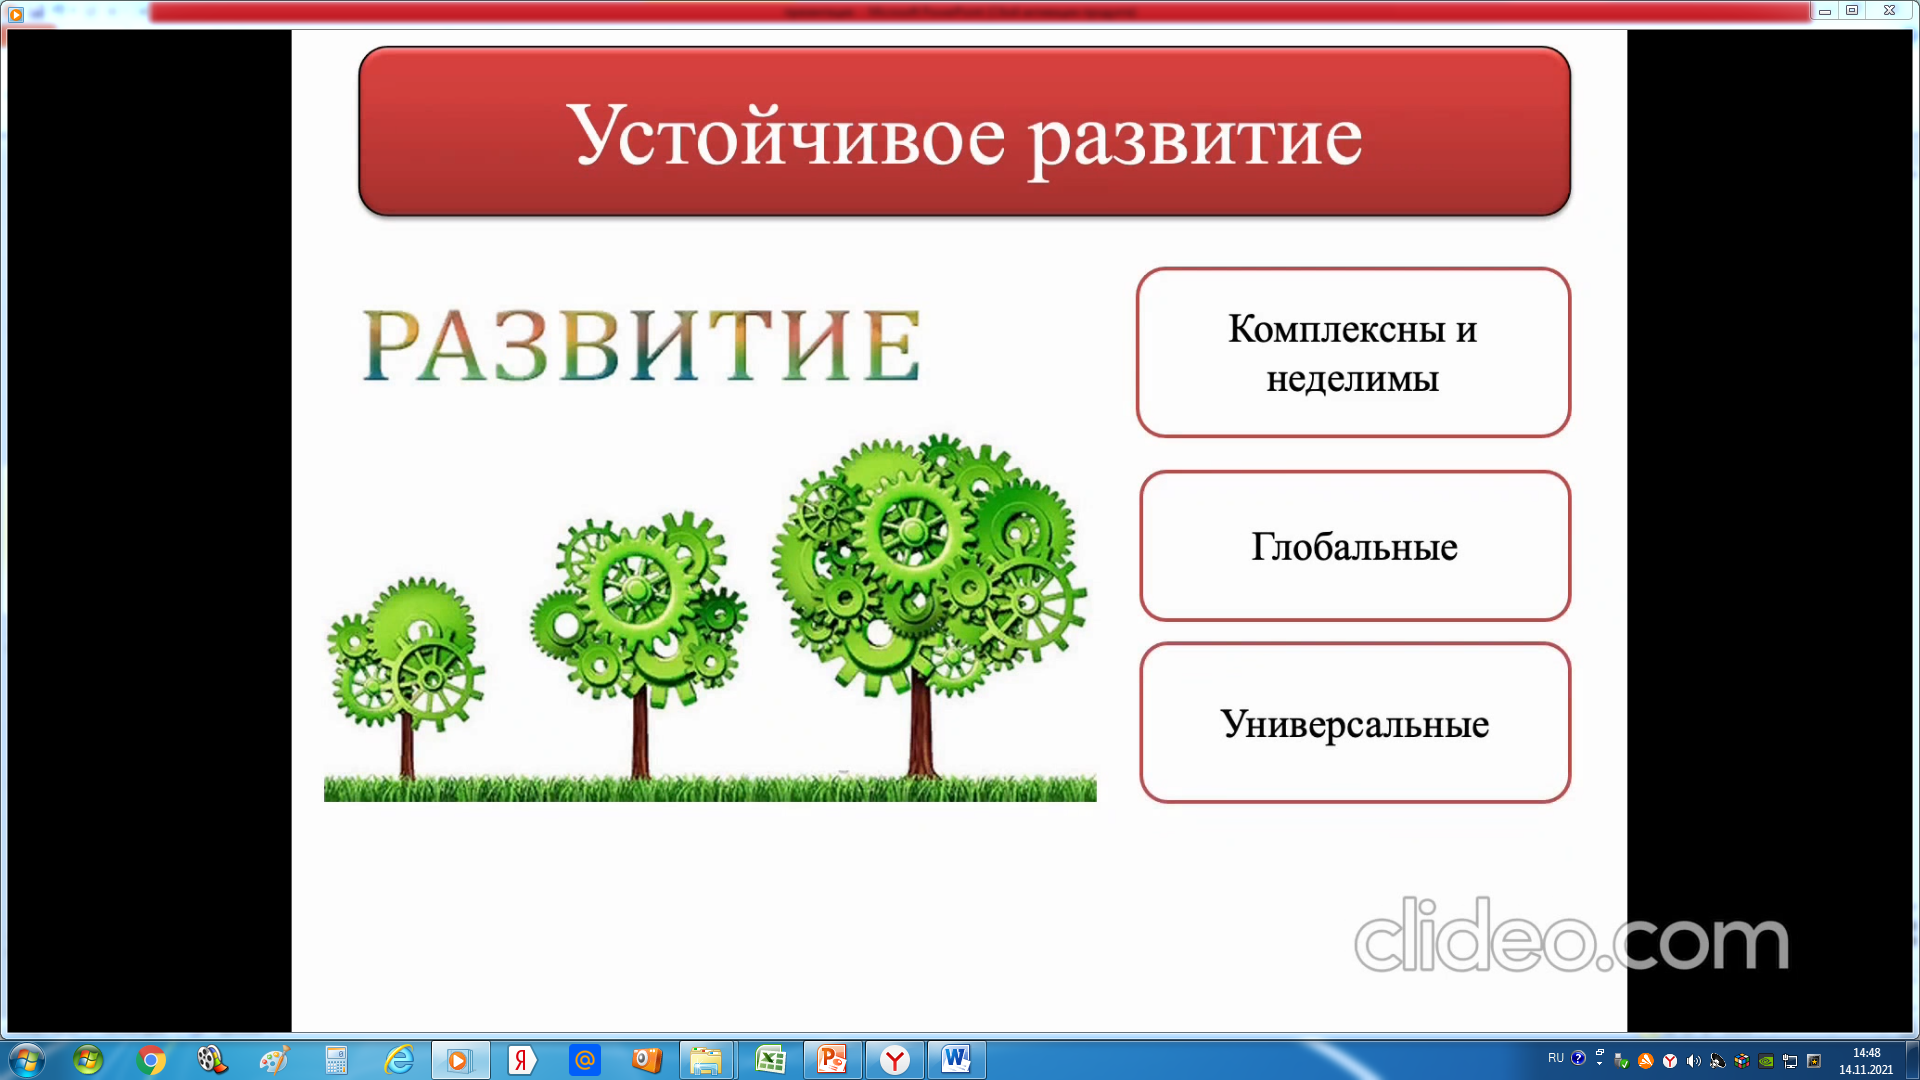 Устойчивое развитие
РАЗВИТИЕ
Комплексны и
неделимы
Глобальные
Универсальные
clideo.com
RU
14:48
14.11.2021